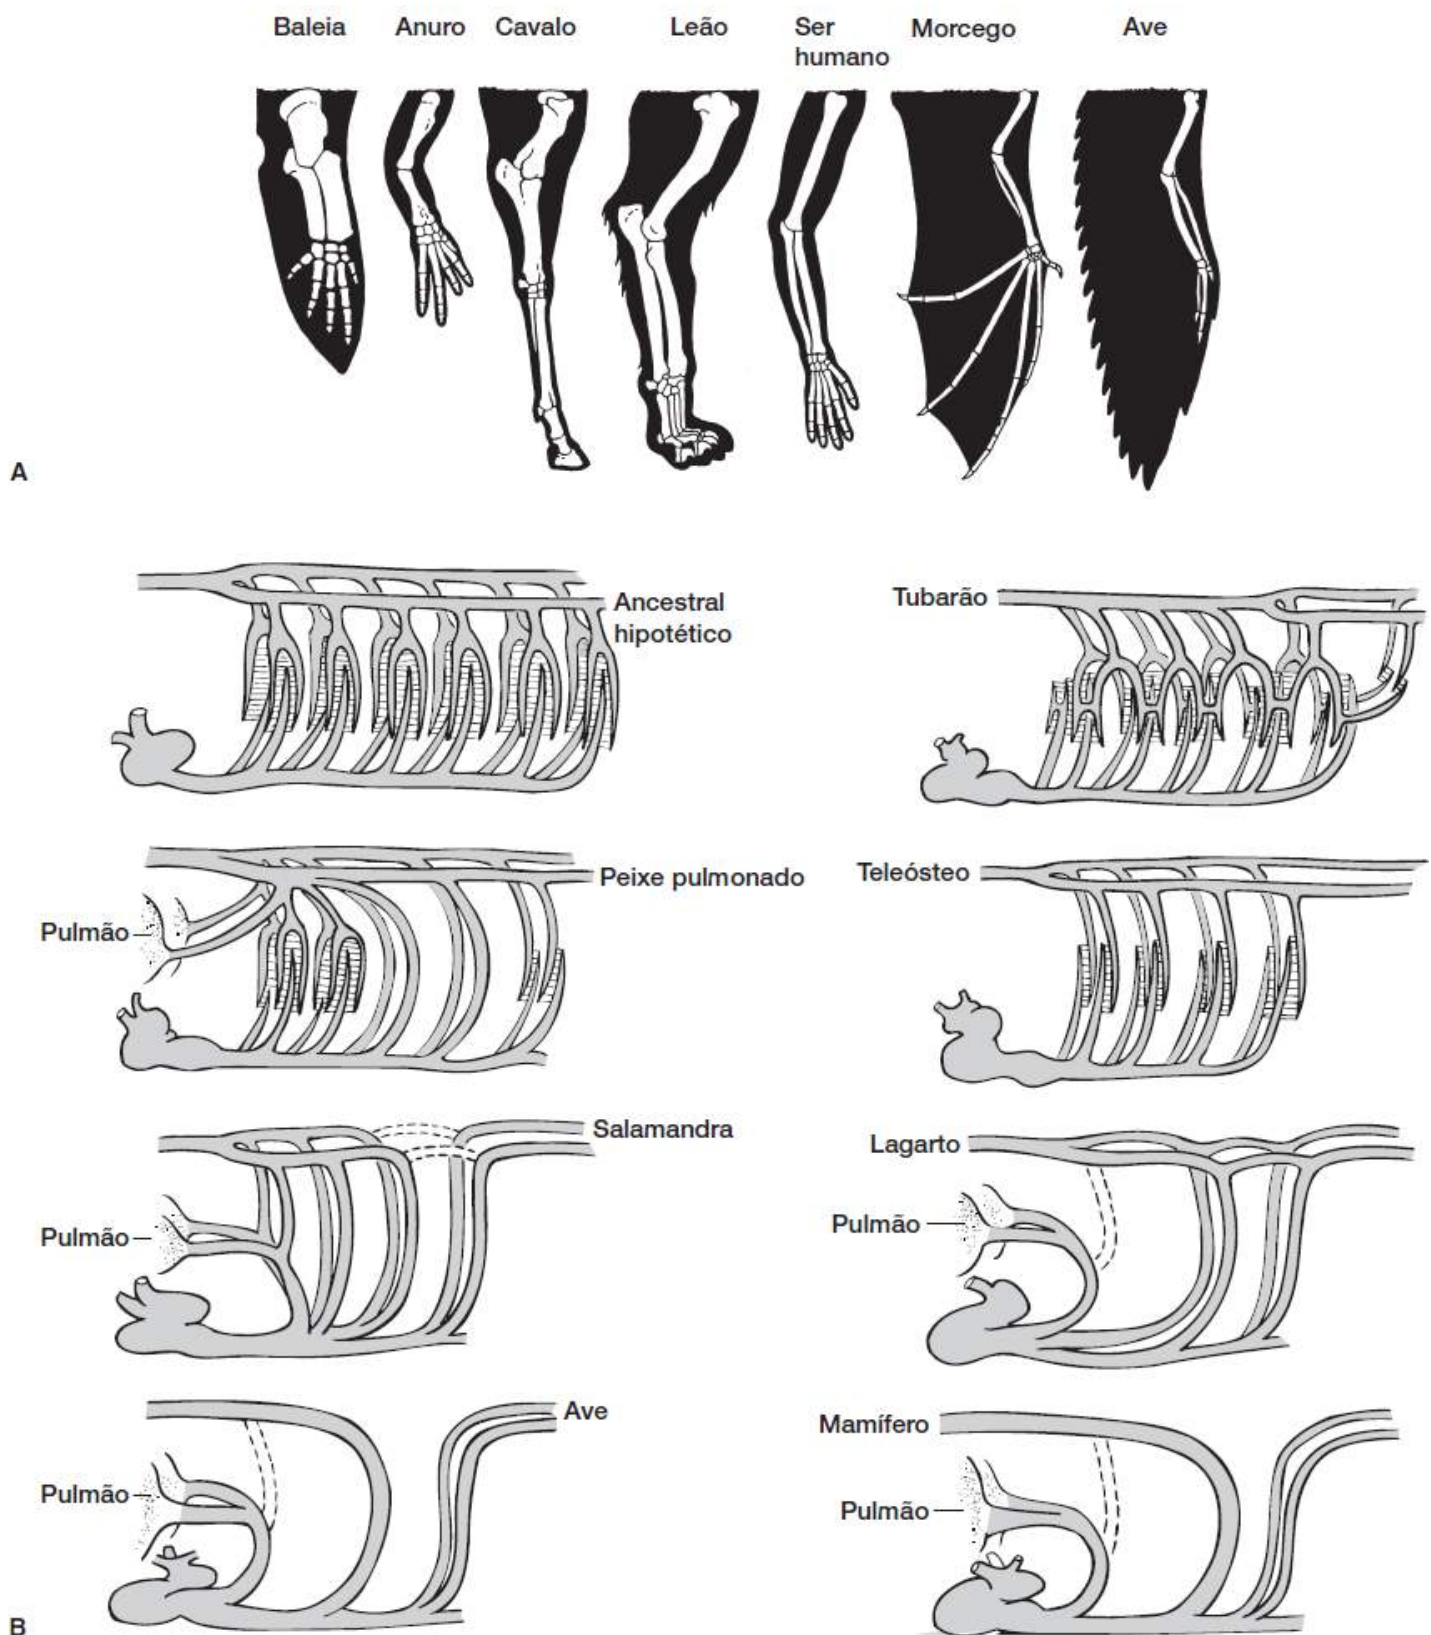 Baleia
Anuro
Cavalo
Leão
Ser
humano
Morcego
Ave
A
Ancestral
hipotético
Tubarão
Peixe pulmonado
Pulmão
Teleósteo
Salamandra
Pulmão
Lagarto
Pulmão
Ave
Pulmão
Mamífero
Pulmão
B